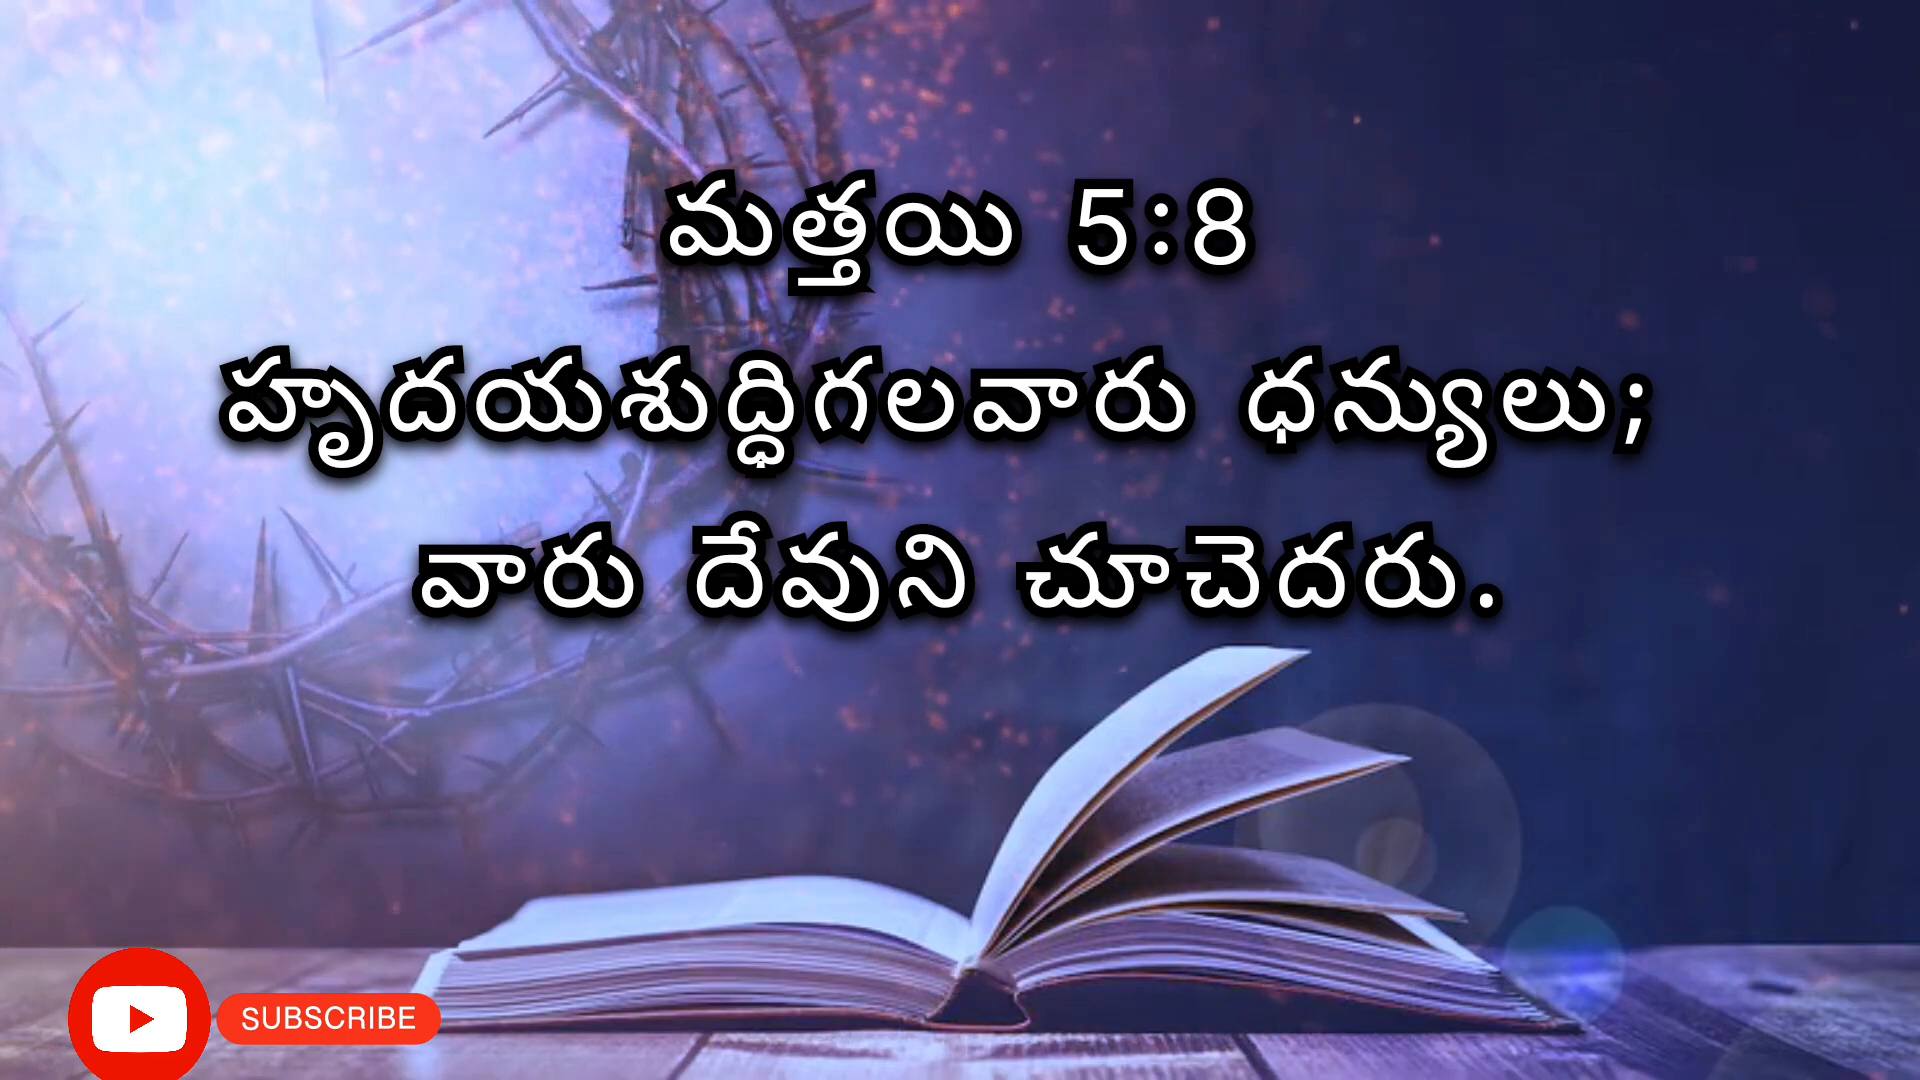 మత్తయి 5:8
హృదయశుద్ధిగలవారు ధన్యులు;
వారు దేవుని చూచెదరు.
SUBSCRIBE